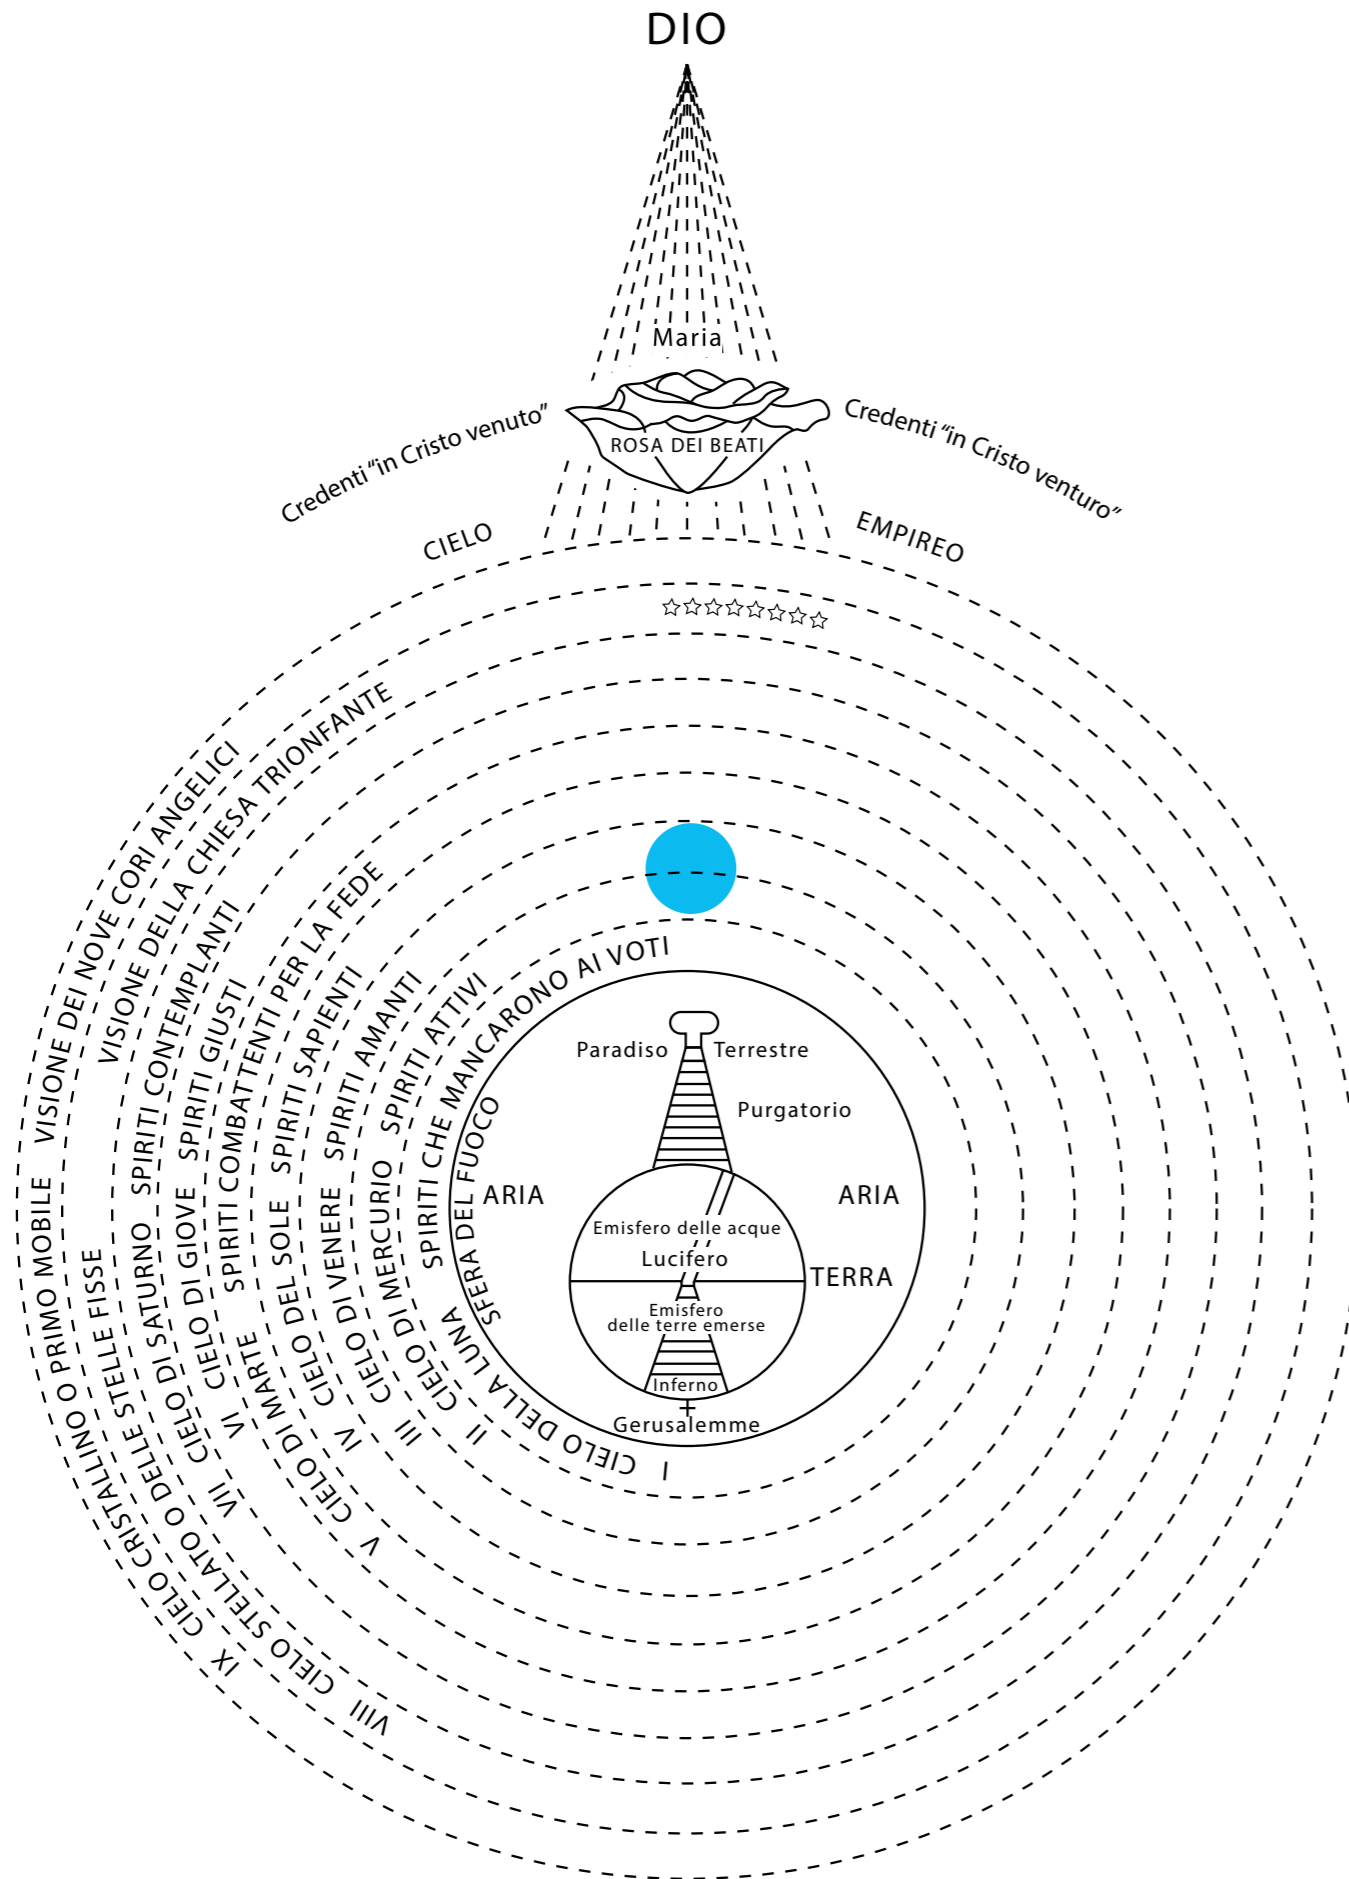 DIO
Maria
Credenti “in Cristo venuto”
ROSA DEI BEATI
Credenti “in Cristo venturo”
CIELO
EMPIREO
IX CIELO CRISTALLINO O PRIMO MOBILE VISIONE DEI NOVE CORI ANGELICI
VIII CIELO STELLATO O DELLE STELLE FISSE VISIONE DELLA CHIESA TRIONFANTE
VII CIELO DI SATURNO SPIRITI CONTEMPLANTI
VI CIELO DI GIOVE SPIRITI GIUSTI
V CIELO DI MARTE SPIRITI COMBATTENTI PER LA FEDE
IV CIELO DEL SOLE SPIRITI SAPIENTI
III CIELO DI VENERE SPIRITI AMANTI
II CIELO DI MERCURIO SPIRITI ATTIVI
I CIELO DELLA LUNA SPIRITI CHE MANCARONO AI VOTI
SFERA DEL FUOCO
Paradiso Terrestre
Purgatorio
ARIA
ARIA
Emisfero delle acque
Lucifero
TERRA
Emisfero
delle terre emerse
Inferno
Gerusalemme